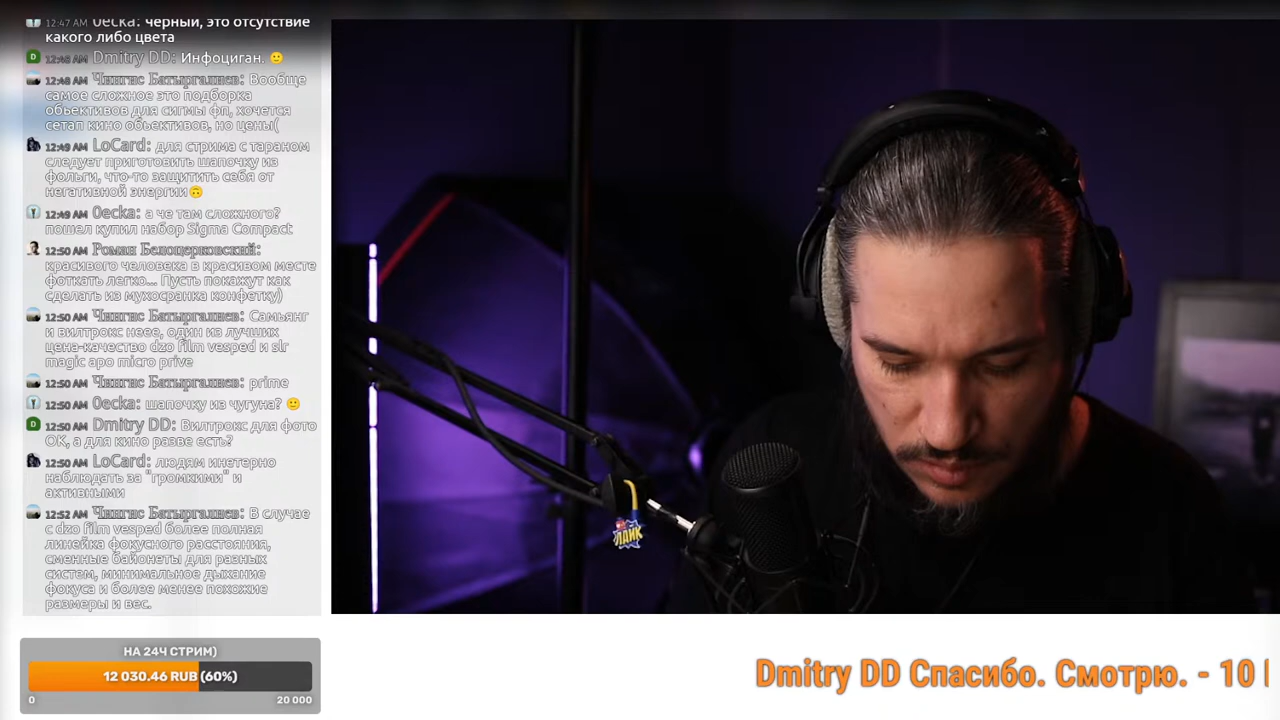 12:47 AM 0ecka: черный, это отсутствие
какого либо цвета
12:48 AM Dmitry DD: Инфоциган. 🙂
12:48 AM Чингис Батыргалиев: Вообще
самое сложное это подборка
обьективов для сигмы фп, хочется
сетап кино обьективов, но цены(
12:49 AM LoCard: для стрима с тараном
следует приготовить шапочку из
фольги, что-то защитить себя от
негативной энергии🙃
12:49 AM 0ecka: а че там сложного?
пошел купил набор Sigma Compact
12:50 AM Роман Белоцерковский:
красивого человека в красивом месте
фоткать легко... Пусть покажут как
сделать из мухосранка конфетку)
12:50 AM Чингис Батыргалиев: Самьянг
и вилтрокс неее, один из лучших
цена-качество dzo film vesped и slr
magic apo micro prive
12:50 AM Чингис Батыргалиев: prime
12:50 AM 0ecka: шапочку из чугуна? 🙂
12:50 AM Dmitry DD: Вилтрокс для фото
ОК, а для кино разве есть?
12:50 AM LoCard: людям инетерно
наблюдать за "громкими" и
активными
12:52 AM Чингис Батыргалиев: В случае
с dzo film vesped более полная
линейка фокусного расстояния,
сменные байонеты для разных
систем, минимальное дыхание
фокуса и более менее похожие
размеры и вес.
ЛАЙК
НА 24Ч СТРИМ)
12 030.46 RUB (60%)
0 20 000
Dmitry DD Спасибо. Смотрю. - 10